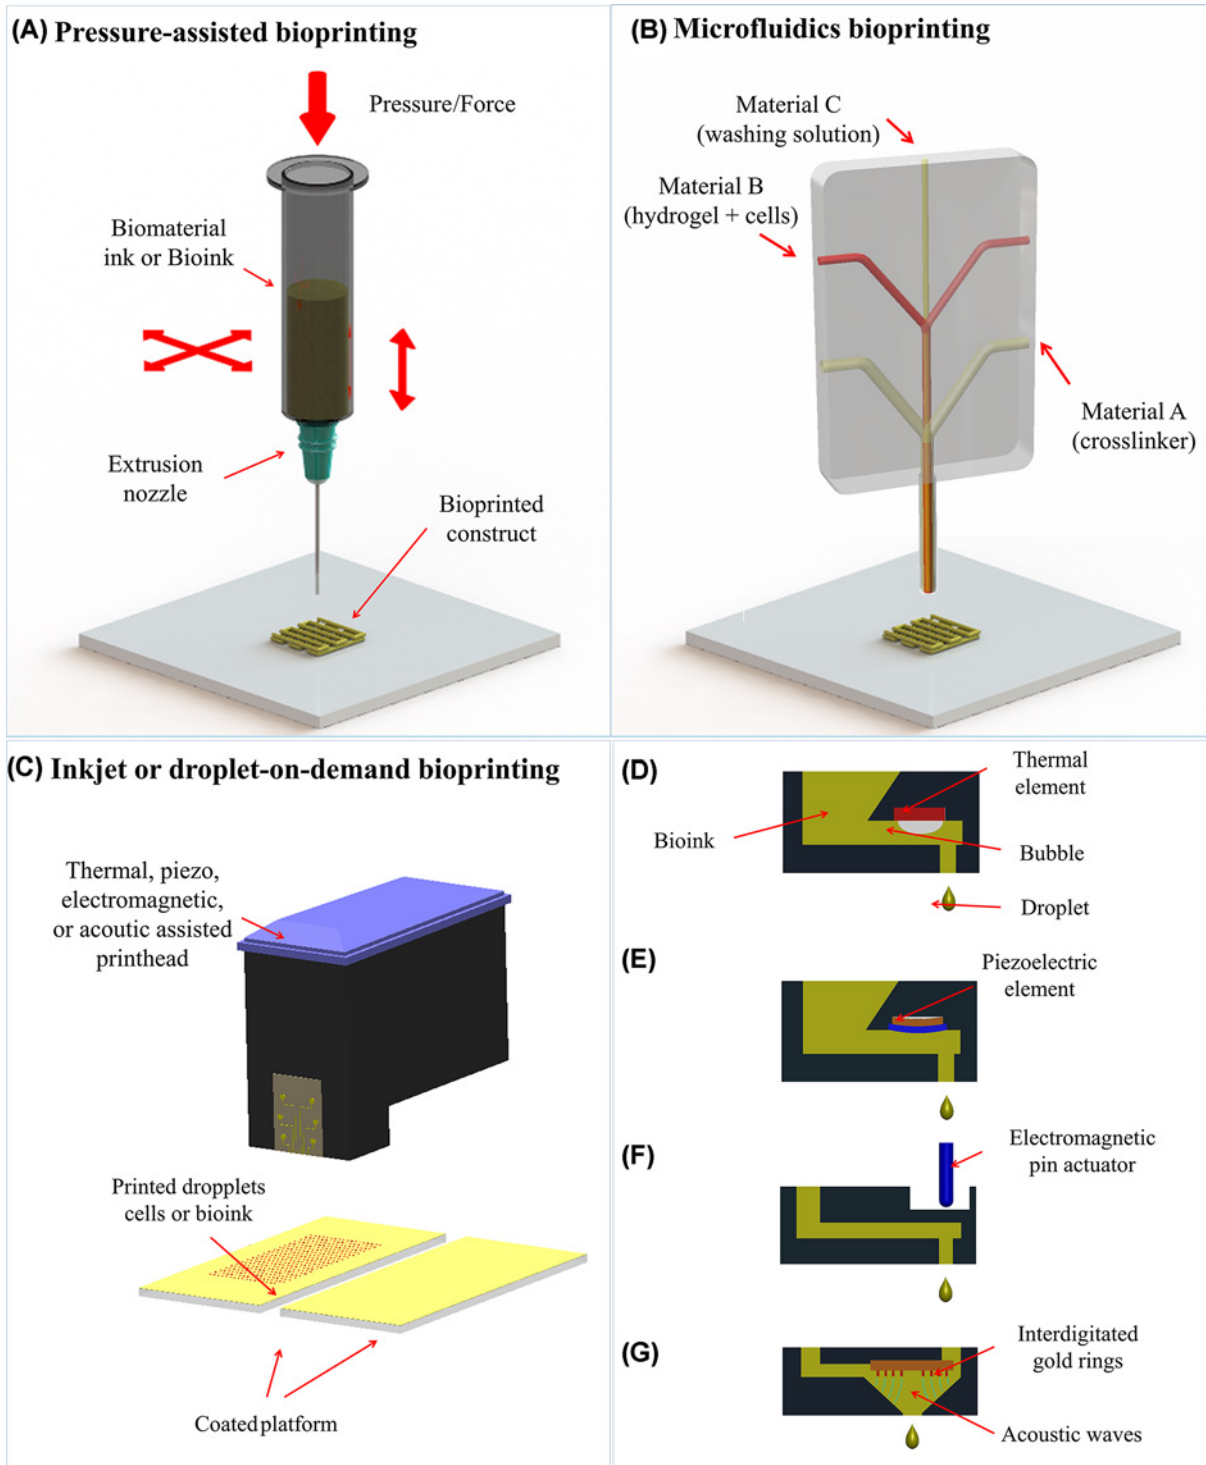 (A) Pressure-assisted bioprinting
Pressure/Force
Biomaterial
ink or Bioink
Extrusion
nozzle
Bioprinted
construct
(B) Microfluidics bioprinting
Material C
(washing solution)
Material B
(hydrogel + cells)
Material A
(crosslinker)
(C) Inkjet or droplet-on-demand bioprinting
Thermal, piezo,
electromagnetic,
or acoutic assisted
printhead
Printed dropplets
cells or bioink
Coated platform
(D)
Thermal
element
Bioink
Bubble
Droplet
(E)
Piezoelectric
element
(F)
Electromagnetic
pin actuator
(G)
Interdigitated
gold rings
Acoustic waves